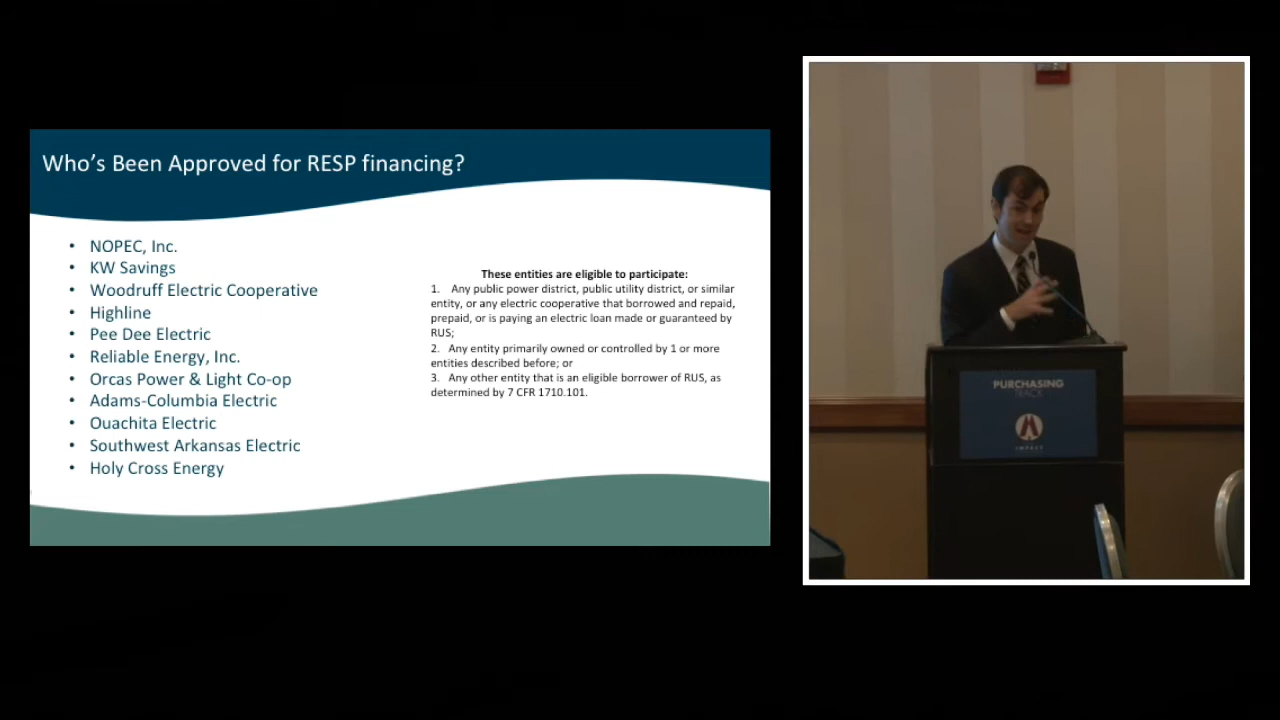 Who's Been Approved for RESP financing?
• NOPEC, Inc.
• KW Savings
• Woodruff Electric Cooperative
• Highline
• Pee Dee Electric
• Reliable Energy, Inc.
• Orcas Power & Light Co-op
• Adams-Columbia Electric
• Ouachita Electric
• Southwest Arkansas Electric
• Holy Cross Energy
These entities are eligible to participate:
1. Any public power district, public utility district, or similar
entity, or any electric cooperative that borrowed and repaid,
prepaid, or is paying an electric loan made or guaranteed by
RUS;
2. Any entity primarily owned or controlled by 1 or more
entities described before; or
3. Any other entity that is an eligible borrower of RUS, as
determined by 7 CFR 1710.101.
PURCHASING
TRACK
IMPACT